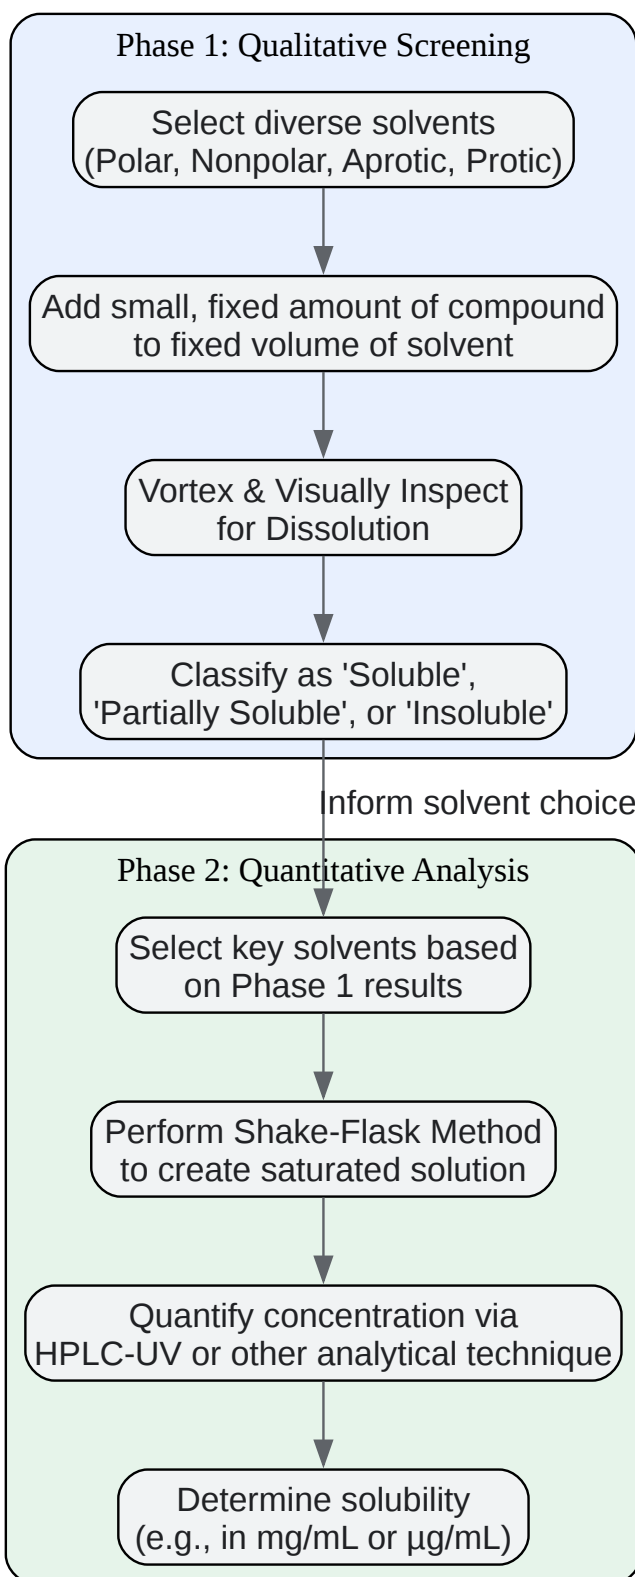 Phase 1: Qualitative Screening
Select diverse solvents
(Polar, Nonpolar, Aprotic, Protic)
Add small, fixed amount of compound
to fixed volume of solvent
Vortex & Visually Inspect
for Dissolution
Classify as 'Soluble',
'Partially Soluble', or 'Insoluble'
Inform solvent choice
Phase 2: Quantitative Analysis
Select key solvents based
on Phase 1 results
Perform Shake-Flask Method
to create saturated solution
Quantify concentration via
HPLC-UV or other analytical technique
Determine solubility
(e.g., in mg/mL or µg/mL)